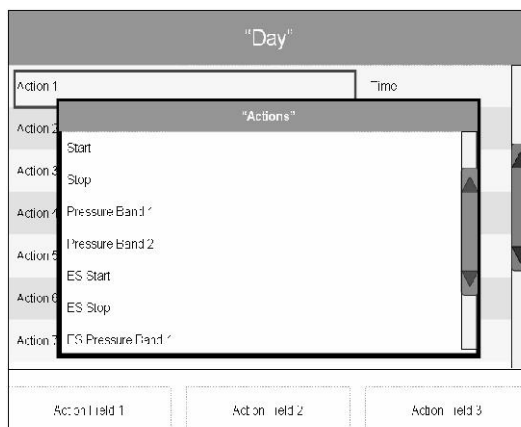 "Day"
Action 1 Time
"Actions"
Action 2
Start
Stop
Action 3
Pressure Band 1
Action 4
Pressure Band 2
Action 5
ES Start
Action 6
ES Stop
Action 7
ES Pressure Band 1
Action Field 1 Action Field 2 Action Field 3